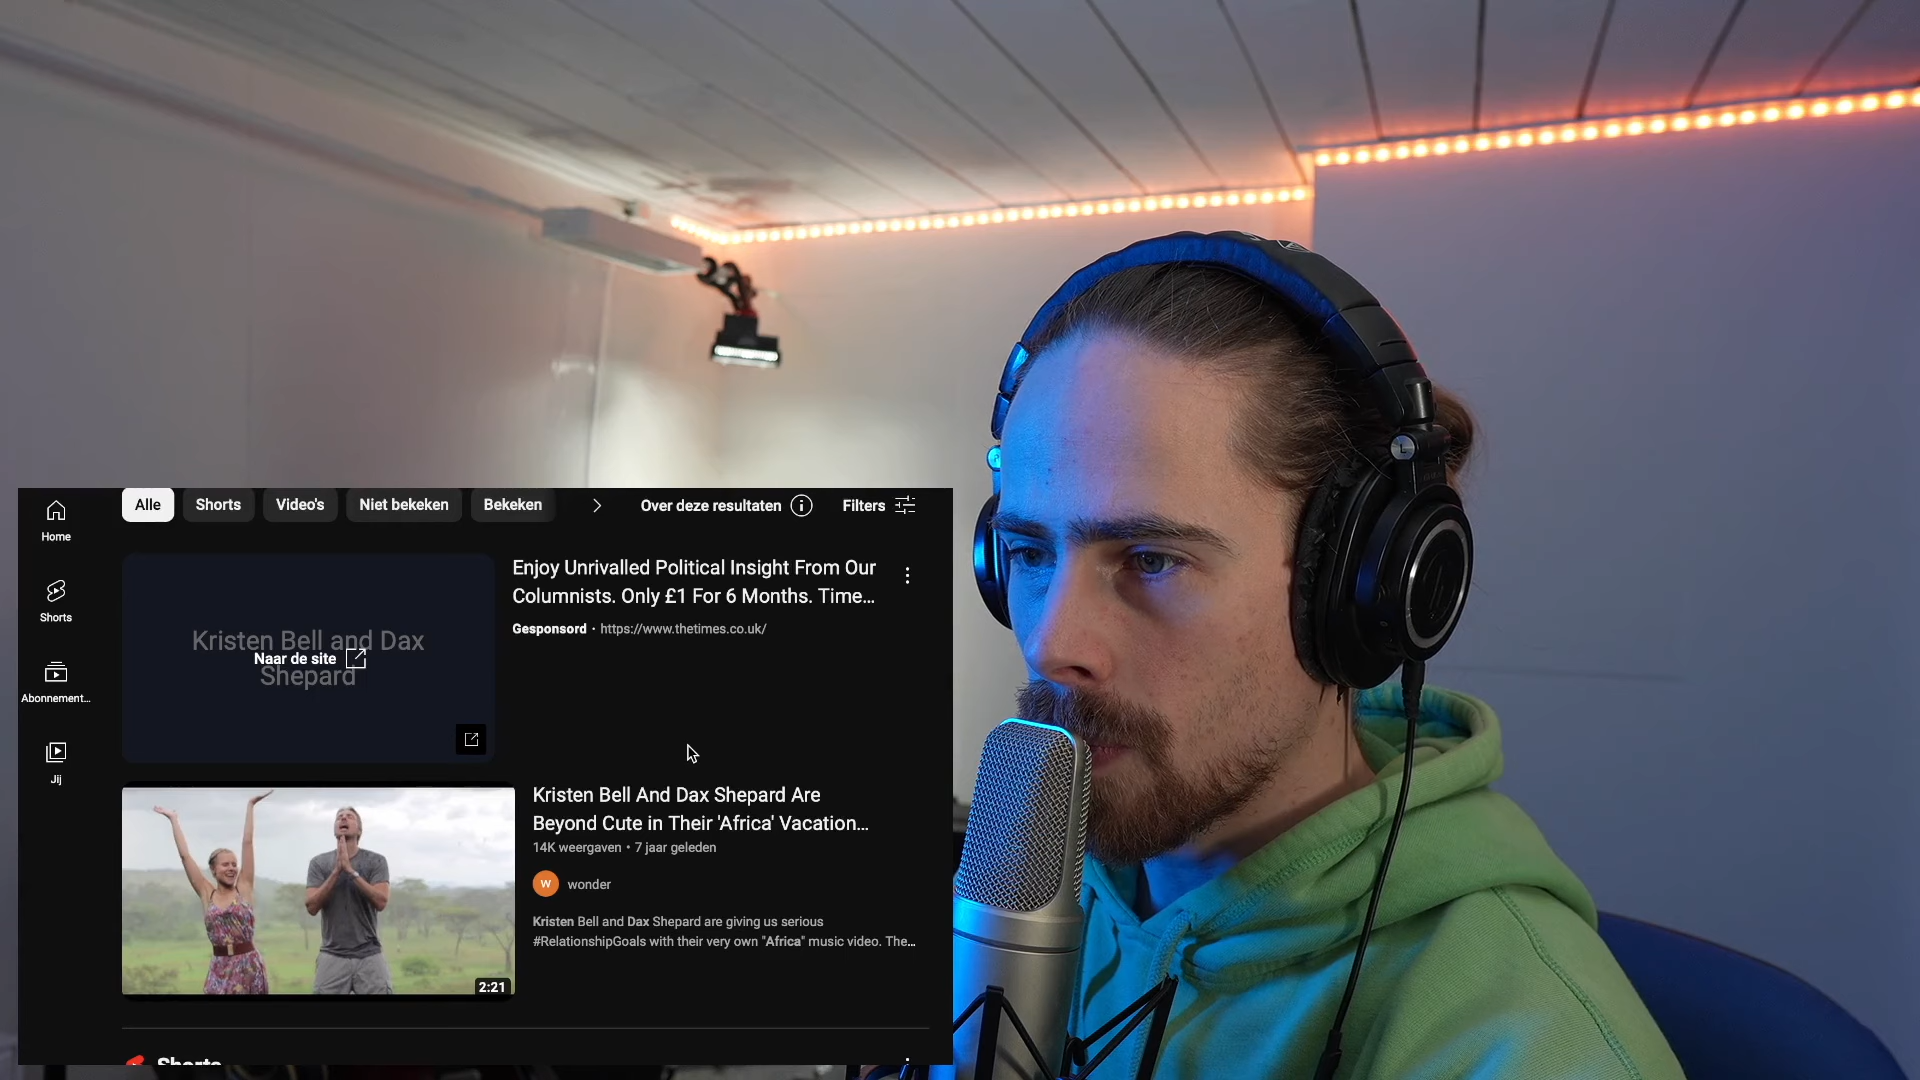 Alle
Shorts
Video's
Niet bekeken
Bekeken
Over deze resultaten
Filters
Home
Shorts
Abonnement...
Jij
Kristen Bell and Dax
Shepard
Naar de site
Enjoy Unrivalled Political Insight From Our
Columnists. Only £1 For 6 Months. Time...
Gesponsord · https://www.thetimes.co.uk/
Kristen Bell And Dax Shepard Are
Beyond Cute in Their 'Africa' Vacation...
14K weergaven • 7 jaar geleden
W wonder
Kristen Bell and Dax Shepard are giving us serious
#RelationshipGoals with their very own "Africa" music video. The...
2:21
Shorts
L